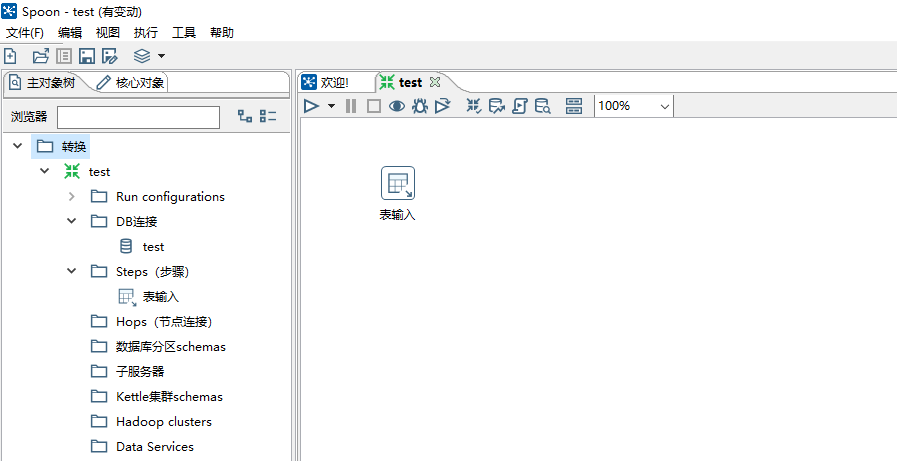 Spoon - test (有变动)
文件(F) 编辑 视图 执行 工具 帮助
主对象树 核心对象
浏览器
转换
test
Run configurations
DB连接
test
Steps（步骤）
表输入
Hops（节点连接）
数据库分区schemas
子服务器
Kettle集群schemas
Hadoop clusters
Data Services
欢迎! test
100%
表输入